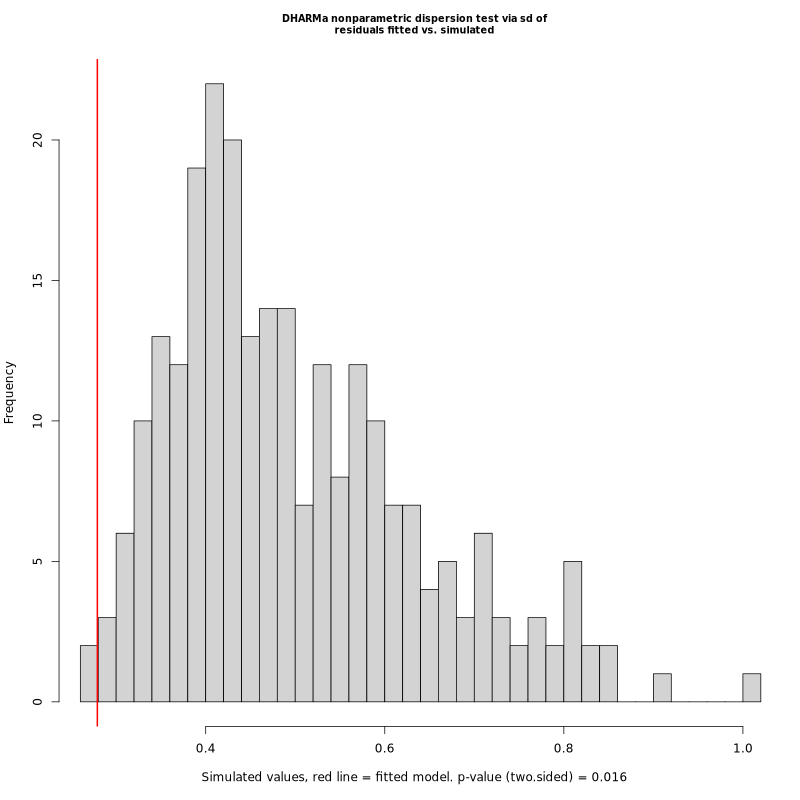 DHARMa nonparametric dispersion test via sd of
residuals fitted vs. simulated
Frequency
20
15
10
5
0
0.4 0.6 0.8 1.0
Simulated values, red line = fitted model. p-value (two.sided) = 0.016